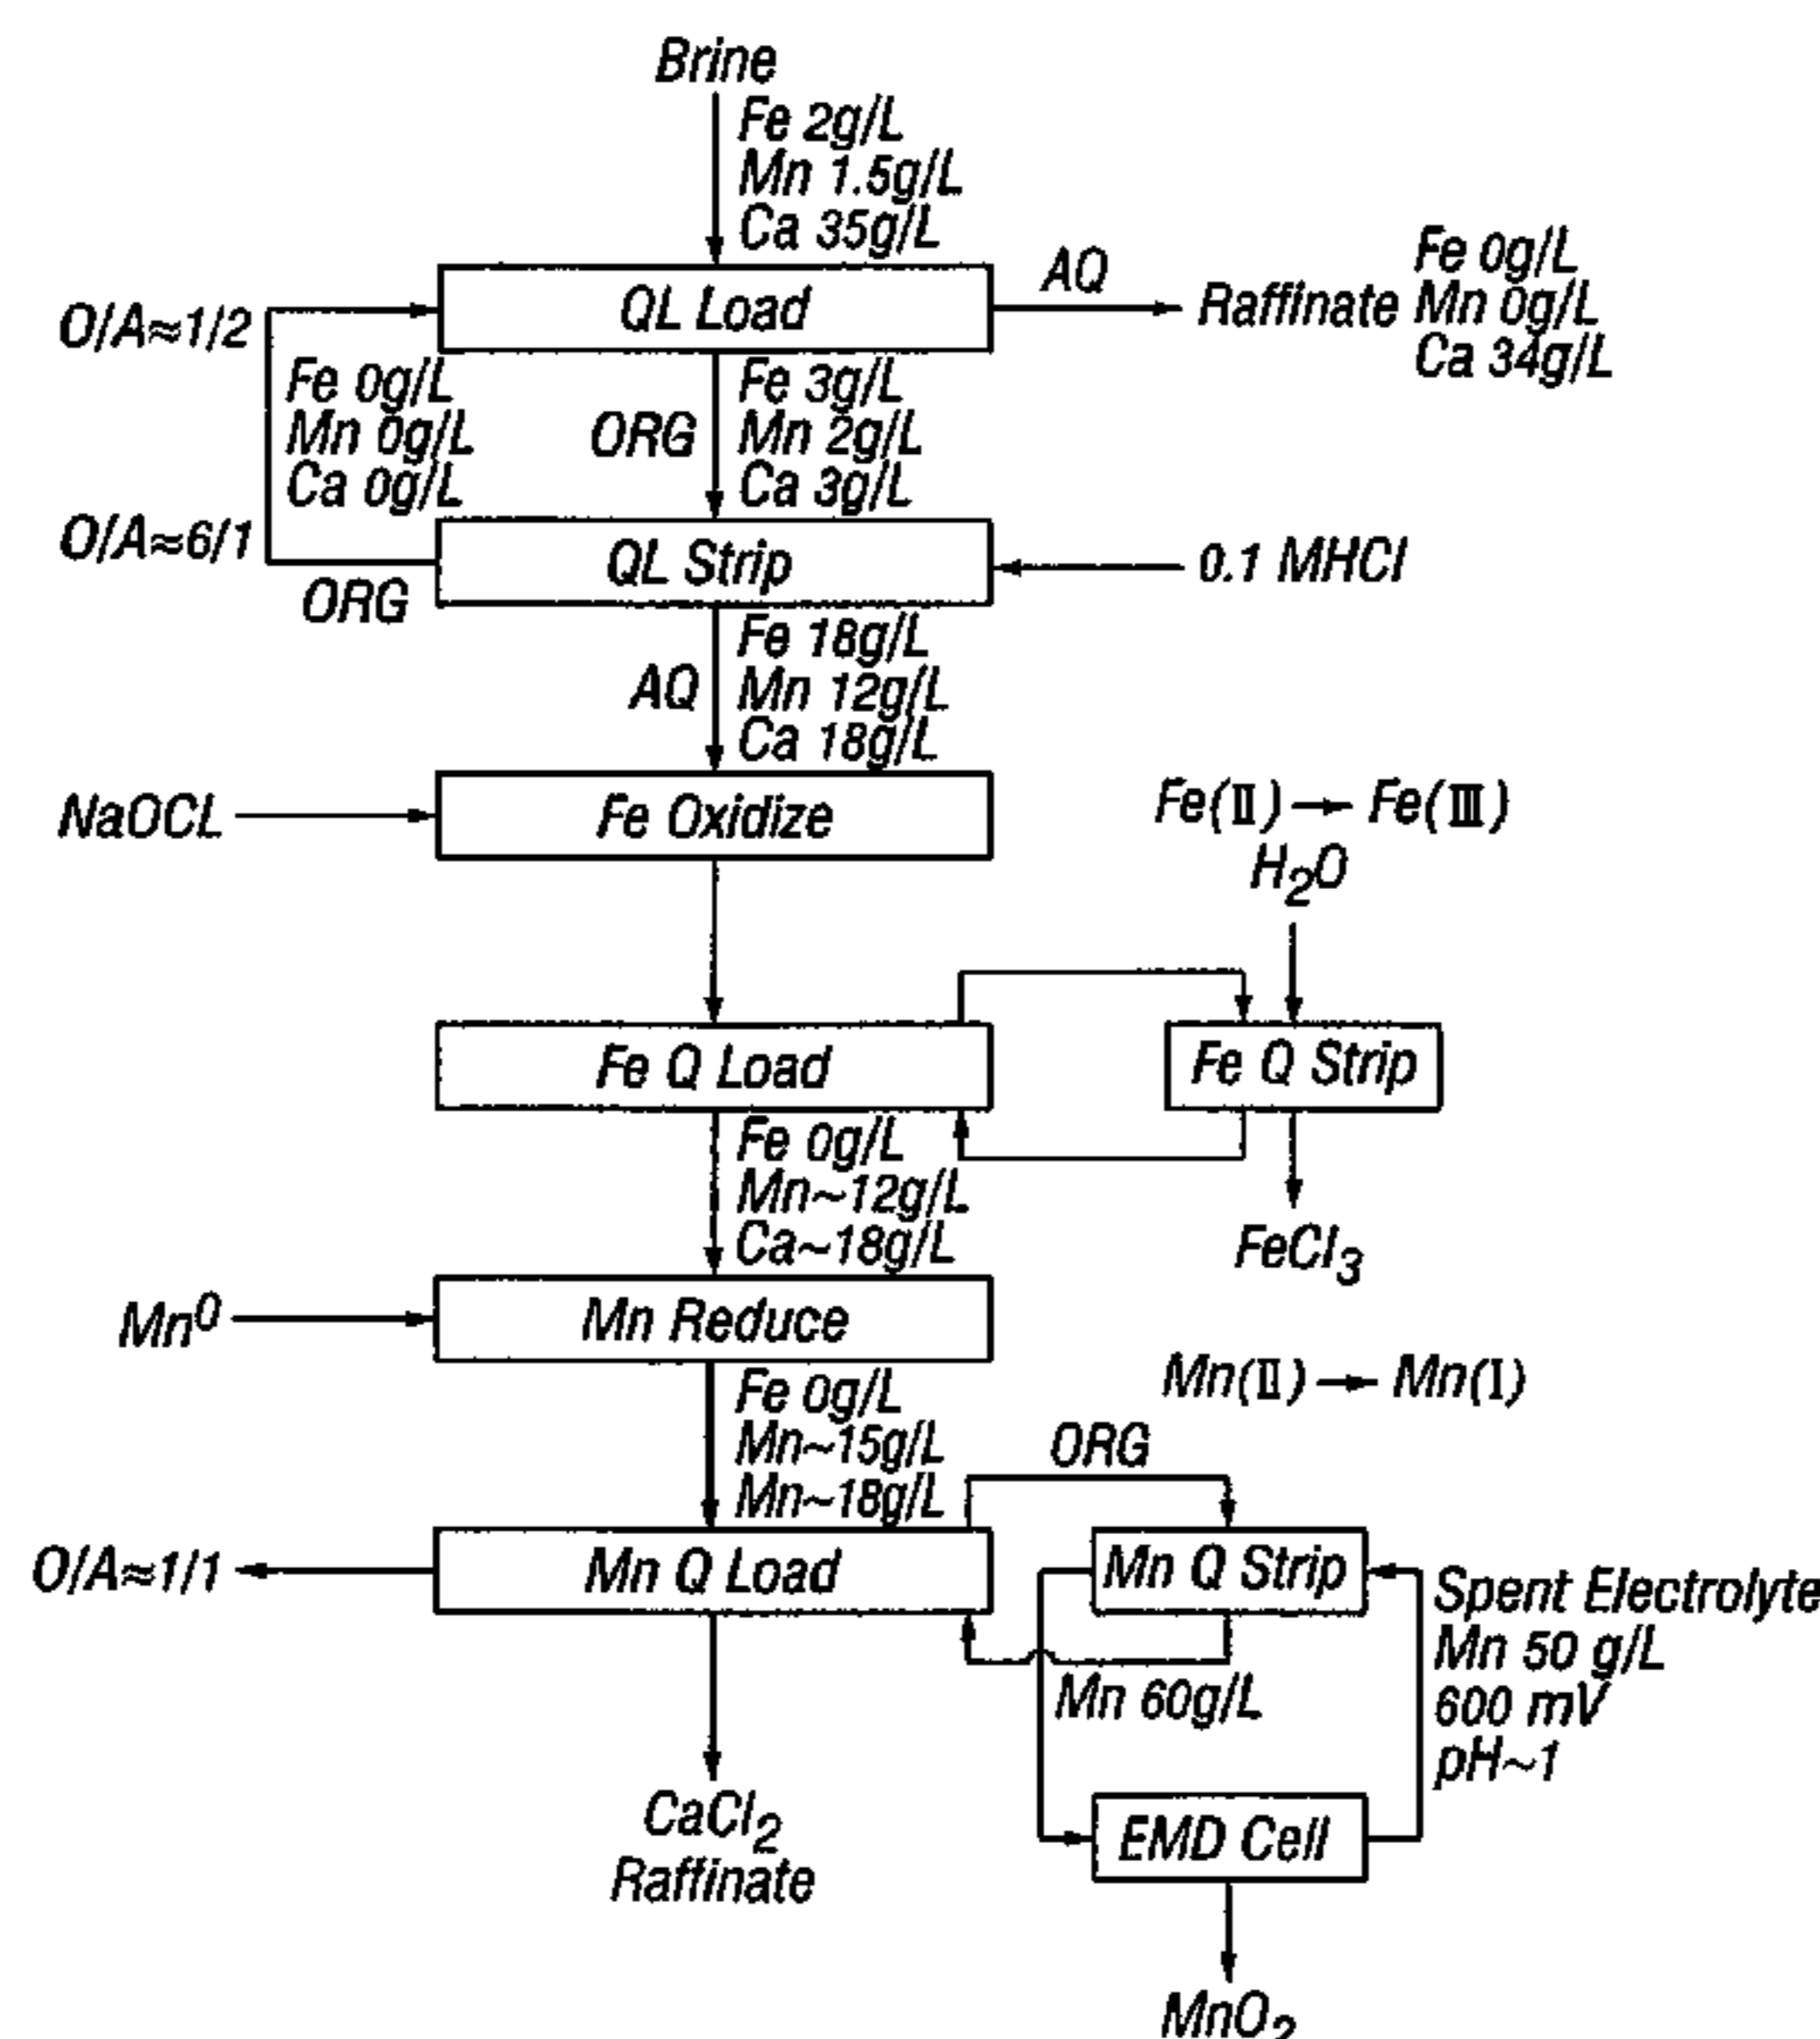 Brine
Fe 2g/L
Mn 1.5g/L
Ca 35g/L
QL Load
AQ
Raffinate
Fe 0g/L
Mn 0g/L
Ca 34g/L
O/A≈1/2
Fe 0g/L
Mn 0g/L
Ca 0g/L
ORG
Fe 3g/L
Mn 2g/L
Ca 3g/L
O/A≈6/1
ORG
QL Strip
0.1 MHCl
AQ
Fe 18g/L
Mn 12g/L
Ca 18g/L
NaOCL
Fe Oxidize
Fe(II) → Fe(III)
H2O
Fe Q Load
Fe Q Strip
Fe 0g/L
Mn~12g/L
Ca~18g/L
FeCl3
Mn0
Mn Reduce
Fe 0g/L
Mn~15g/L
Mn~18g/L
Mn(II) → Mn(I)
ORG
O/A≈1/1
Mn Q Load
Mn Q Strip
Spent Electrolyte
Mn 50 g/L
600 mV
pH~1
Mn 60g/L
CaCl2
Raffinate
EMD Cell
MnO2